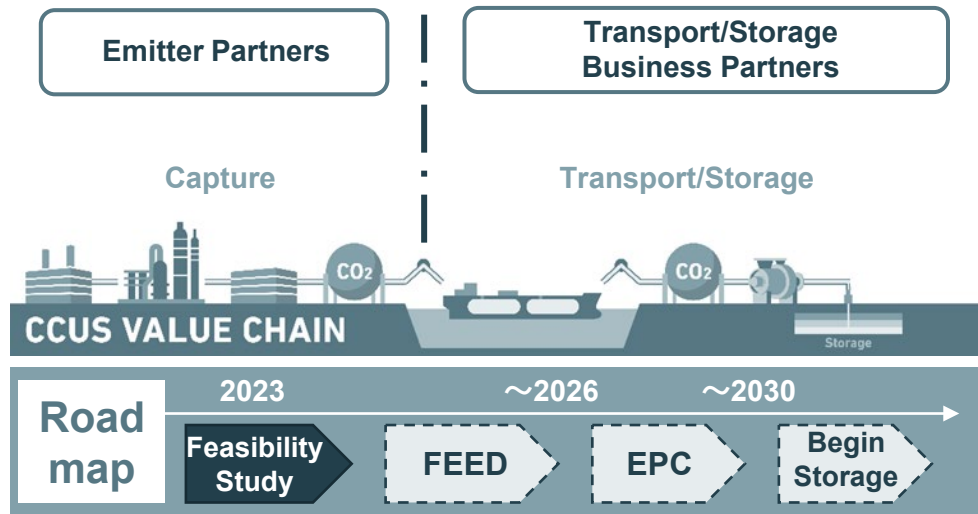 Emitter Partners
Transport/Storage
Business Partners
Capture
Transport/Storage
CO₂
CO₂
CCUS VALUE CHAIN
Storage
Road
map
2023
～2026
～2030
Feasibility
Study
FEED
EPC
Begin
Storage